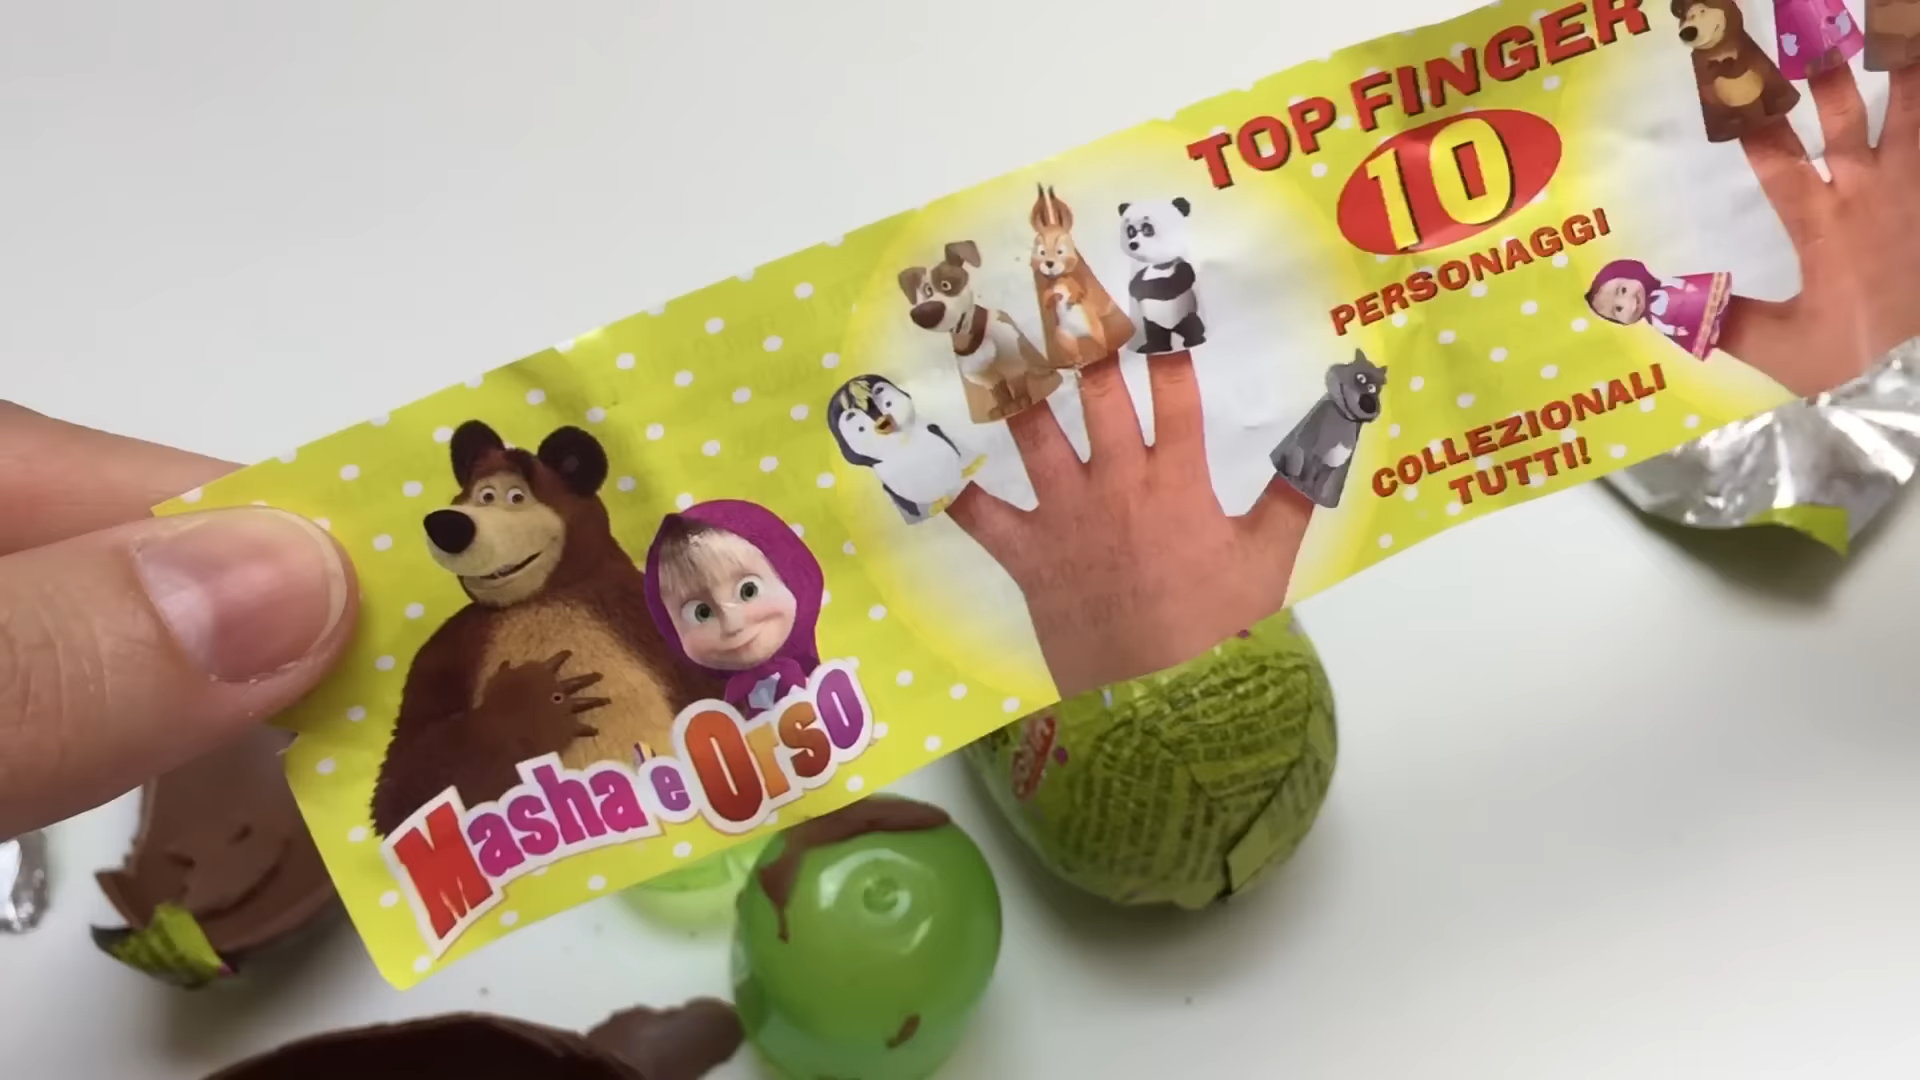 TOP FINGER
10
PERSONAGGI
COLLEZIONALI
TUTTI!
Masha e Orso